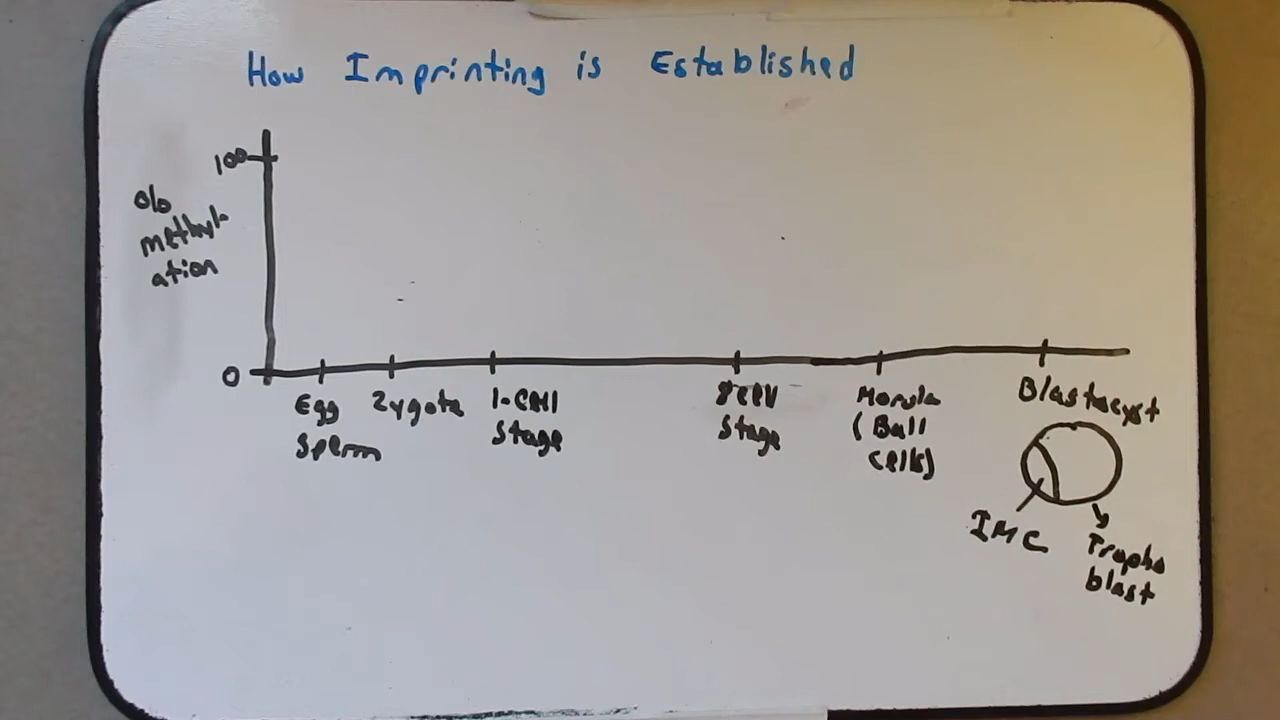 How Imprinting is Established
100
%
methyl-
ation
0
Egg
Sperm
Zygote
1-cell
Stage
8 cell
Stage
Morula
(Ball
cells)
Blastocyst
IMC
Tropho
blast